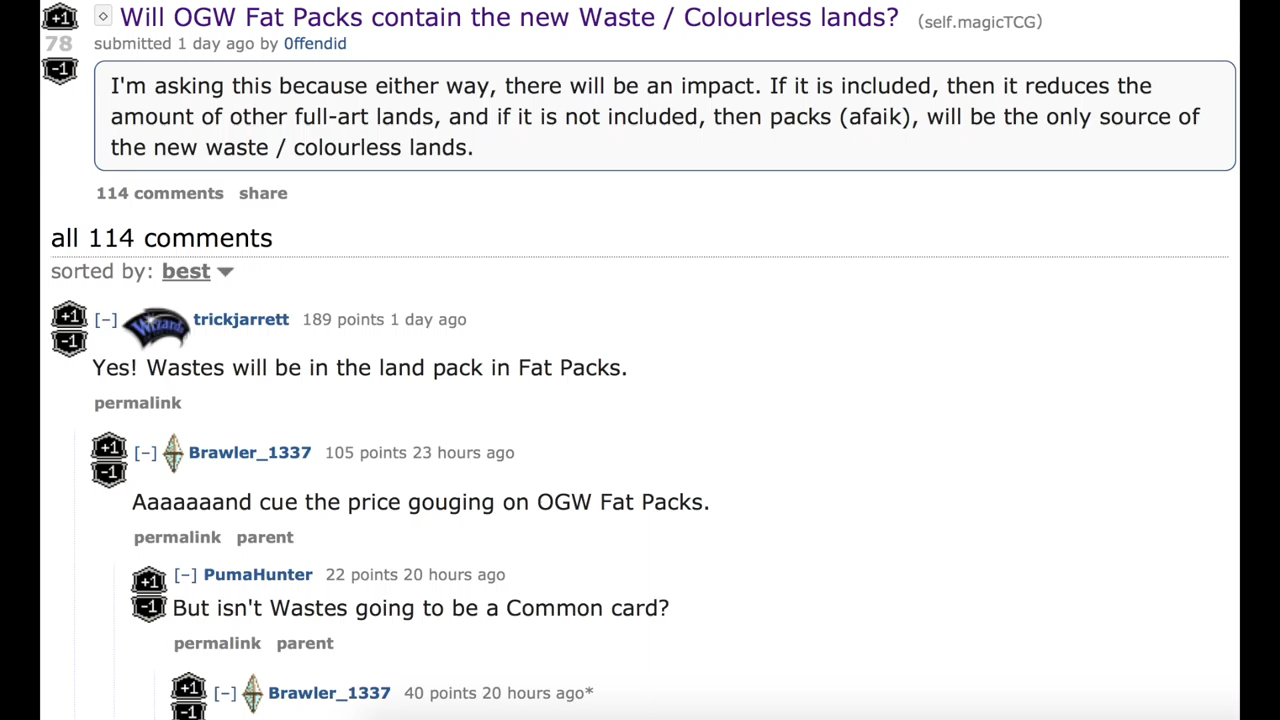 +1
Will OGW Fat Packs contain the new Waste / Colourless lands? (self.magicTCG)
78
submitted 1 day ago by 0ffendid
-1
I'm asking this because either way, there will be an impact. If it is included, then it reduces the
amount of other full-art lands, and if it is not included, then packs (afaik), will be the only source of
the new waste / colourless lands.
114 comments share
all 114 comments
sorted by: best
+1
[–] Wizards trickjarrett 189 points 1 day ago
-1
Yes! Wastes will be in the land pack in Fat Packs.
permalink
+1
[–] Brawler_1337 105 points 23 hours ago
-1
Aaaaaaand cue the price gouging on OGW Fat Packs.
permalink parent
+1
[–] PumaHunter 22 points 20 hours ago
-1
But isn't Wastes going to be a Common card?
permalink parent
+1
[–] Brawler_1337 40 points 20 hours ago*
-1